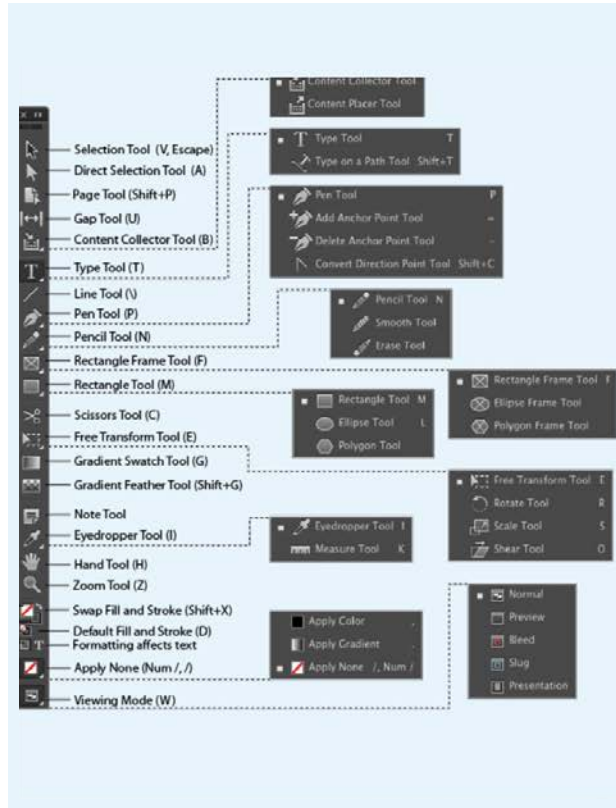 Content Collector Tool
Content Placer Tool
Selection Tool (V, Escape)
Direct Selection Tool (A)
Page Tool (Shift+P)
Gap Tool (U)
Content Collector Tool (B)
Type Tool T
Type on a Path Tool Shift+T
Type Tool (T)
Line Tool (\)
Pen Tool (P)
Pencil Tool (N)
Rectangle Frame Tool (F)
Rectangle Tool (M)
Pen Tool P
Add Anchor Point Tool =
Delete Anchor Point Tool -
Convert Direction Point Tool Shift+C
Pencil Tool N
Smooth Tool
Erase Tool
Rectangle Frame Tool F
Ellipse Frame Tool
Polygon Frame Tool
Rectangle Tool M
Ellipse Tool L
Polygon Tool
Scissors Tool (C)
Free Transform Tool (E)
Gradient Swatch Tool (G)
Gradient Feather Tool (Shift+G)
Note Tool
Eyedropper Tool (I)
Hand Tool (H)
Zoom Tool (Z)
Free Transform Tool E
Rotate Tool R
Scale Tool S
Shear Tool O
Eyedropper Tool I
Measure Tool K
Swap Fill and Stroke (Shift+X)
Default Fill and Stroke (D)
Formatting affects text
Apply None (Num /, /)
Viewing Mode (W)
Apply Color ,
Apply Gradient .
Apply None /, Num /
Normal
Preview
Bleed
Slug
Presentation